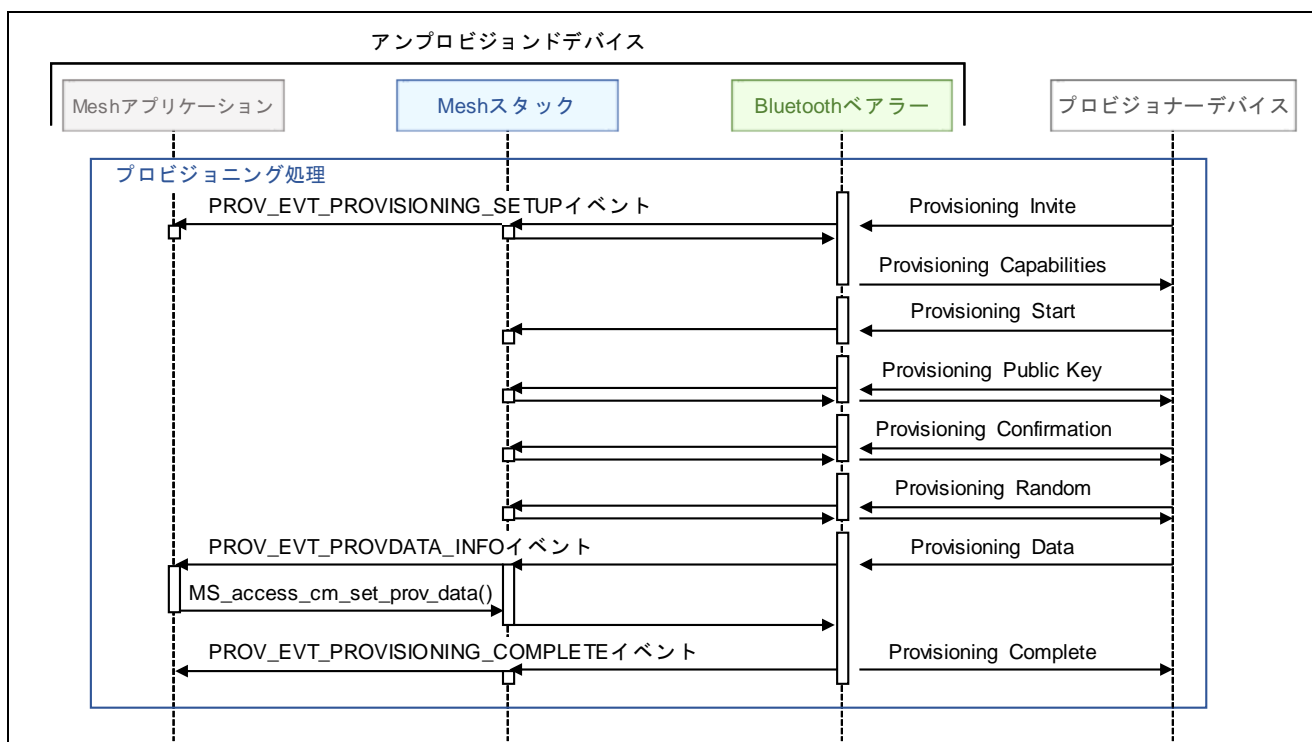 アンプロビジョンドデバイス
Meshアプリケーション
Meshスタック
Bluetoothベアラー
プロビジョナーデバイス
プロビジョニング処理
PROV_EVT_PROVISIONING_SETUPイベント
Provisioning Invite
Provisioning Capabilities
Provisioning Start
Provisioning Public Key
Provisioning Confirmation
Provisioning Random
PROV_EVT_PROVDATA_INFOイベント
Provisioning Data
MS_access_cm_set_prov_data()
PROV_EVT_PROVISIONING_COMPLETEイベント
Provisioning Complete